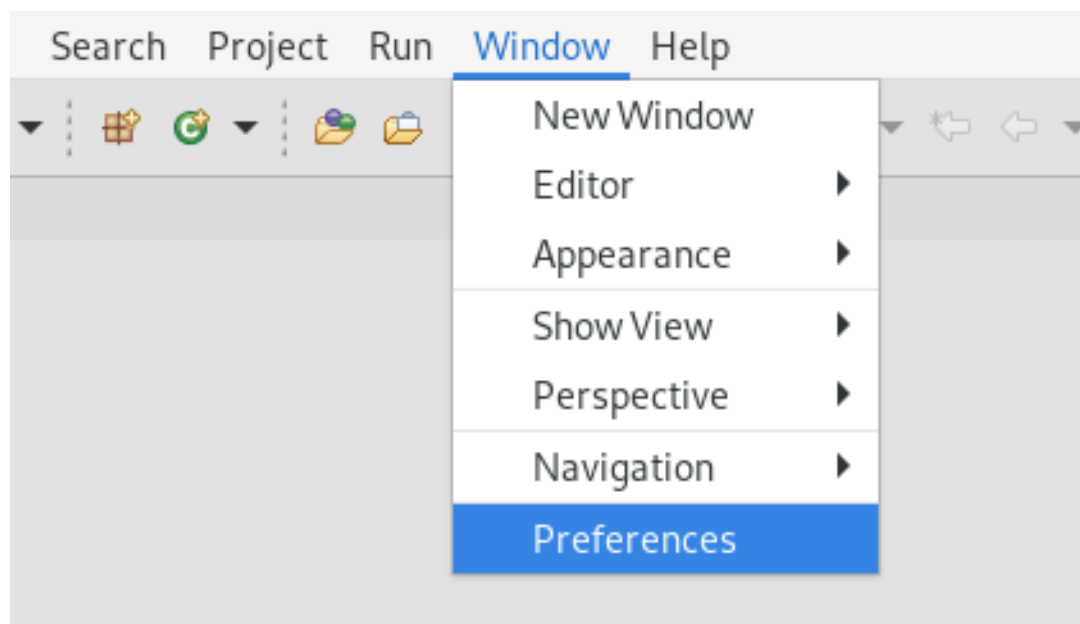 Search Project Run Window Help
New Window
Editor
Appearance
Show View
Perspective
Navigation
Preferences